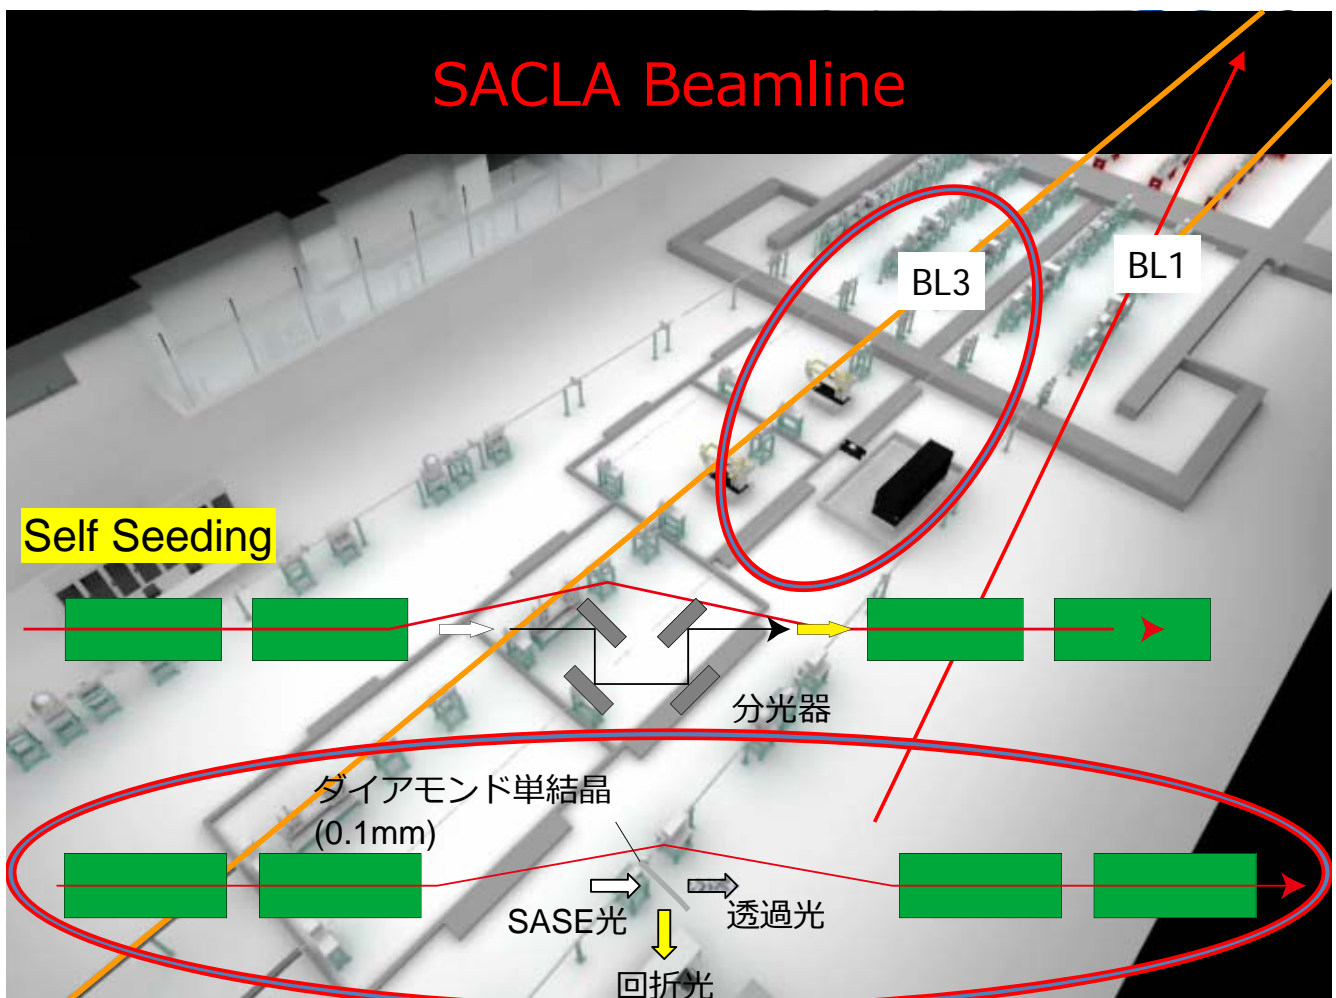 SACLA Beamline
BL3
BL1
Self Seeding
分光器
ダイアモンド単結晶
(0.1mm)
SASE光
透過光
回折光